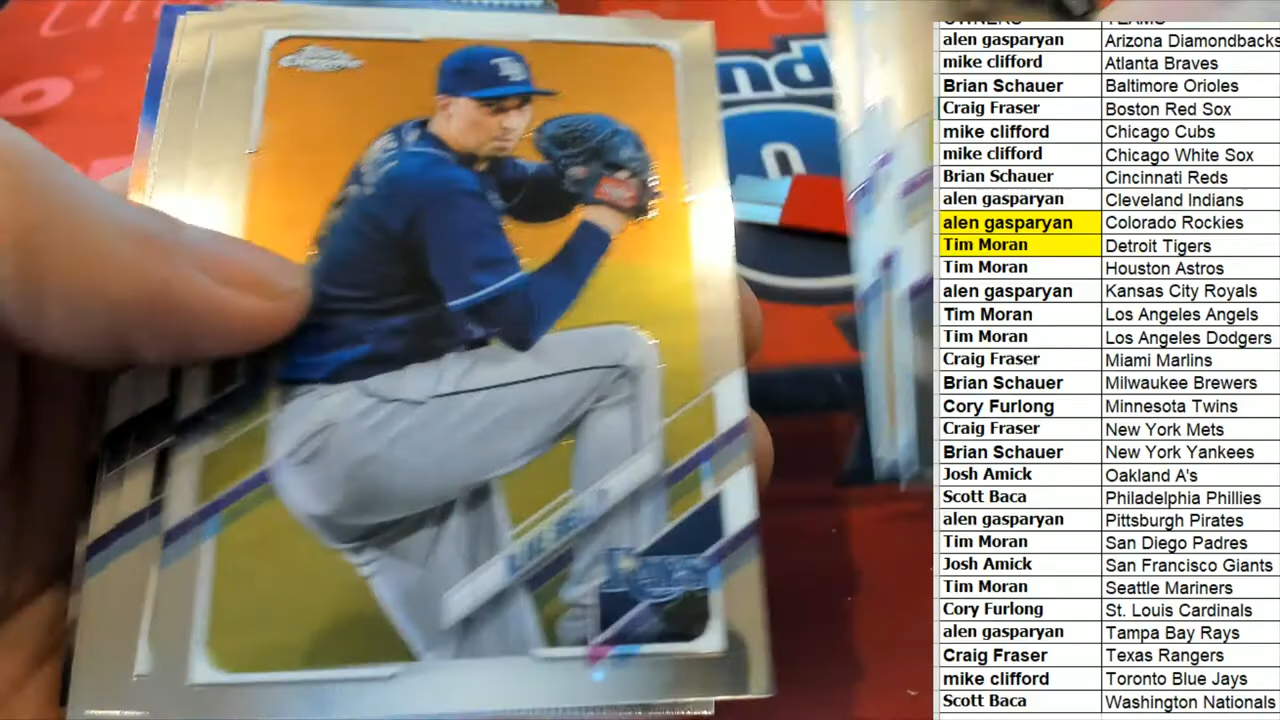 Topps Chrome
TB
Rays
nd
OWNERS TEAMS
alen gasparyan Arizona Diamondbacks
mike clifford Atlanta Braves
Brian Schauer Baltimore Orioles
Craig Fraser Boston Red Sox
mike clifford Chicago Cubs
mike clifford Chicago White Sox
Brian Schauer Cincinnati Reds
alen gasparyan Cleveland Indians
alen gasparyan Colorado Rockies
Tim Moran Detroit Tigers
Tim Moran Houston Astros
alen gasparyan Kansas City Royals
Tim Moran Los Angeles Angels
Tim Moran Los Angeles Dodgers
Craig Fraser Miami Marlins
Brian Schauer Milwaukee Brewers
Cory Furlong Minnesota Twins
Craig Fraser New York Mets
Brian Schauer New York Yankees
Josh Amick Oakland A's
Scott Baca Philadelphia Phillies
alen gasparyan Pittsburgh Pirates
Tim Moran San Diego Padres
Josh Amick San Francisco Giants
Tim Moran Seattle Mariners
Cory Furlong St. Louis Cardinals
alen gasparyan Tampa Bay Rays
Craig Fraser Texas Rangers
mike clifford Toronto Blue Jays
Scott Baca Washington Nationals